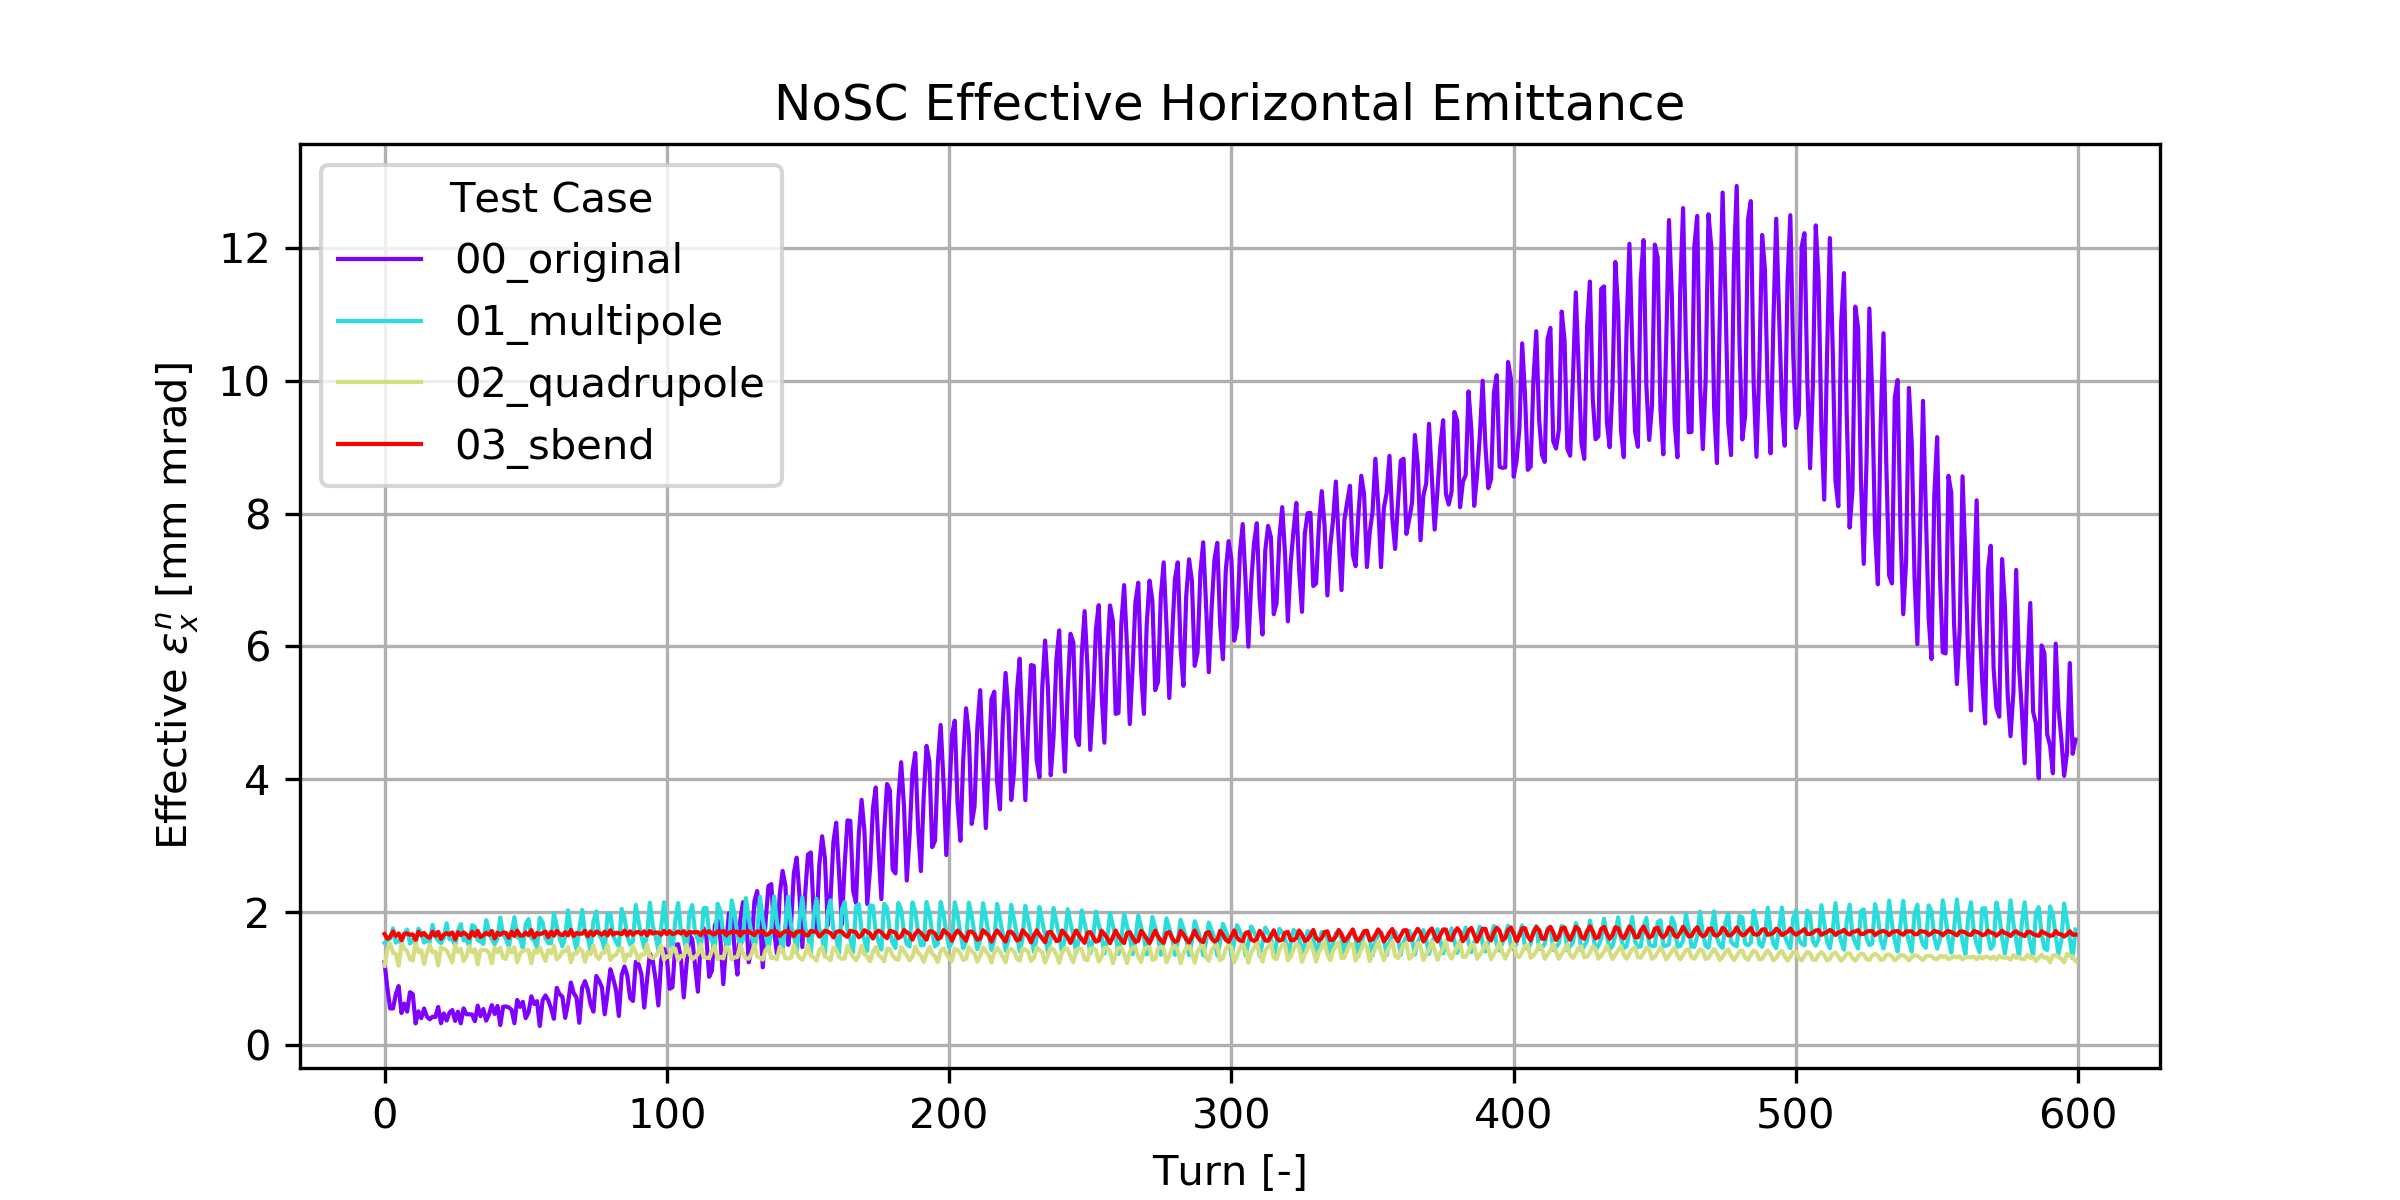 NoSC Effective Horizontal Emittance
Test Case
00_original
01_multipole
02_quadrupole
03_sbend
Effective ε_x^n [mm mrad]
12
10
8
6
4
2
0
0 100 200 300 400 500 600
Turn [-]